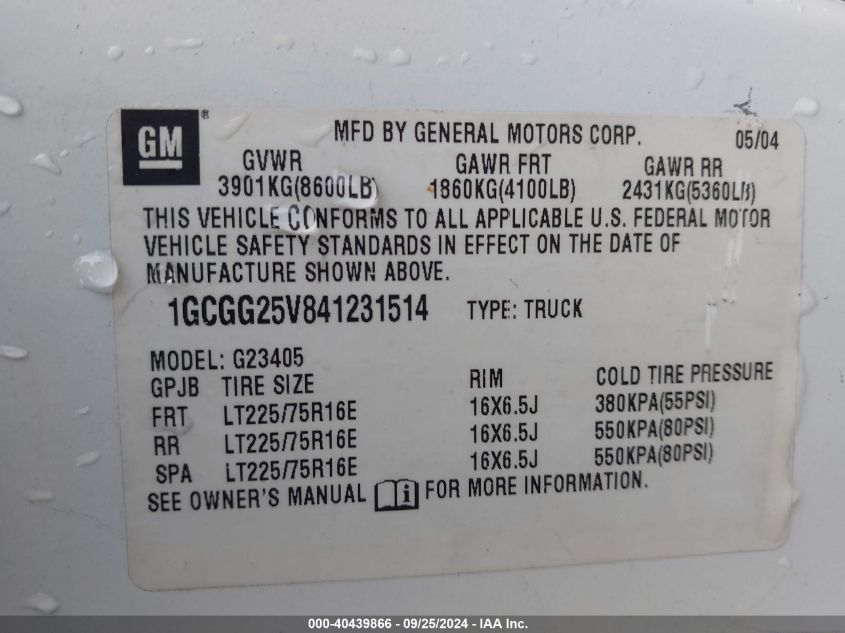 GM ®
MFD BY GENERAL MOTORS CORP. 05/04
GVWR GAWR FRT GAWR RR
3901KG(8600LB) 1860KG(4100LB) 2431KG(5360LB)
THIS VEHICLE CONFORMS TO ALL APPLICABLE U.S. FEDERAL MOTOR
VEHICLE SAFETY STANDARDS IN EFFECT ON THE DATE OF
MANUFACTURE SHOWN ABOVE.
1GCGG25V841231514 TYPE: TRUCK
MODEL: G23405
GPJB TIRE SIZE RIM COLD TIRE PRESSURE
FRT LT225/75R16E 16X6.5J 380KPA(55PSI)
RR LT225/75R16E 16X6.5J 550KPA(80PSI)
SPA LT225/75R16E 16X6.5J 550KPA(80PSI)
SEE OWNER'S MANUAL i FOR MORE INFORMATION.
000-40439866 - 09/25/2024 - IAA Inc.